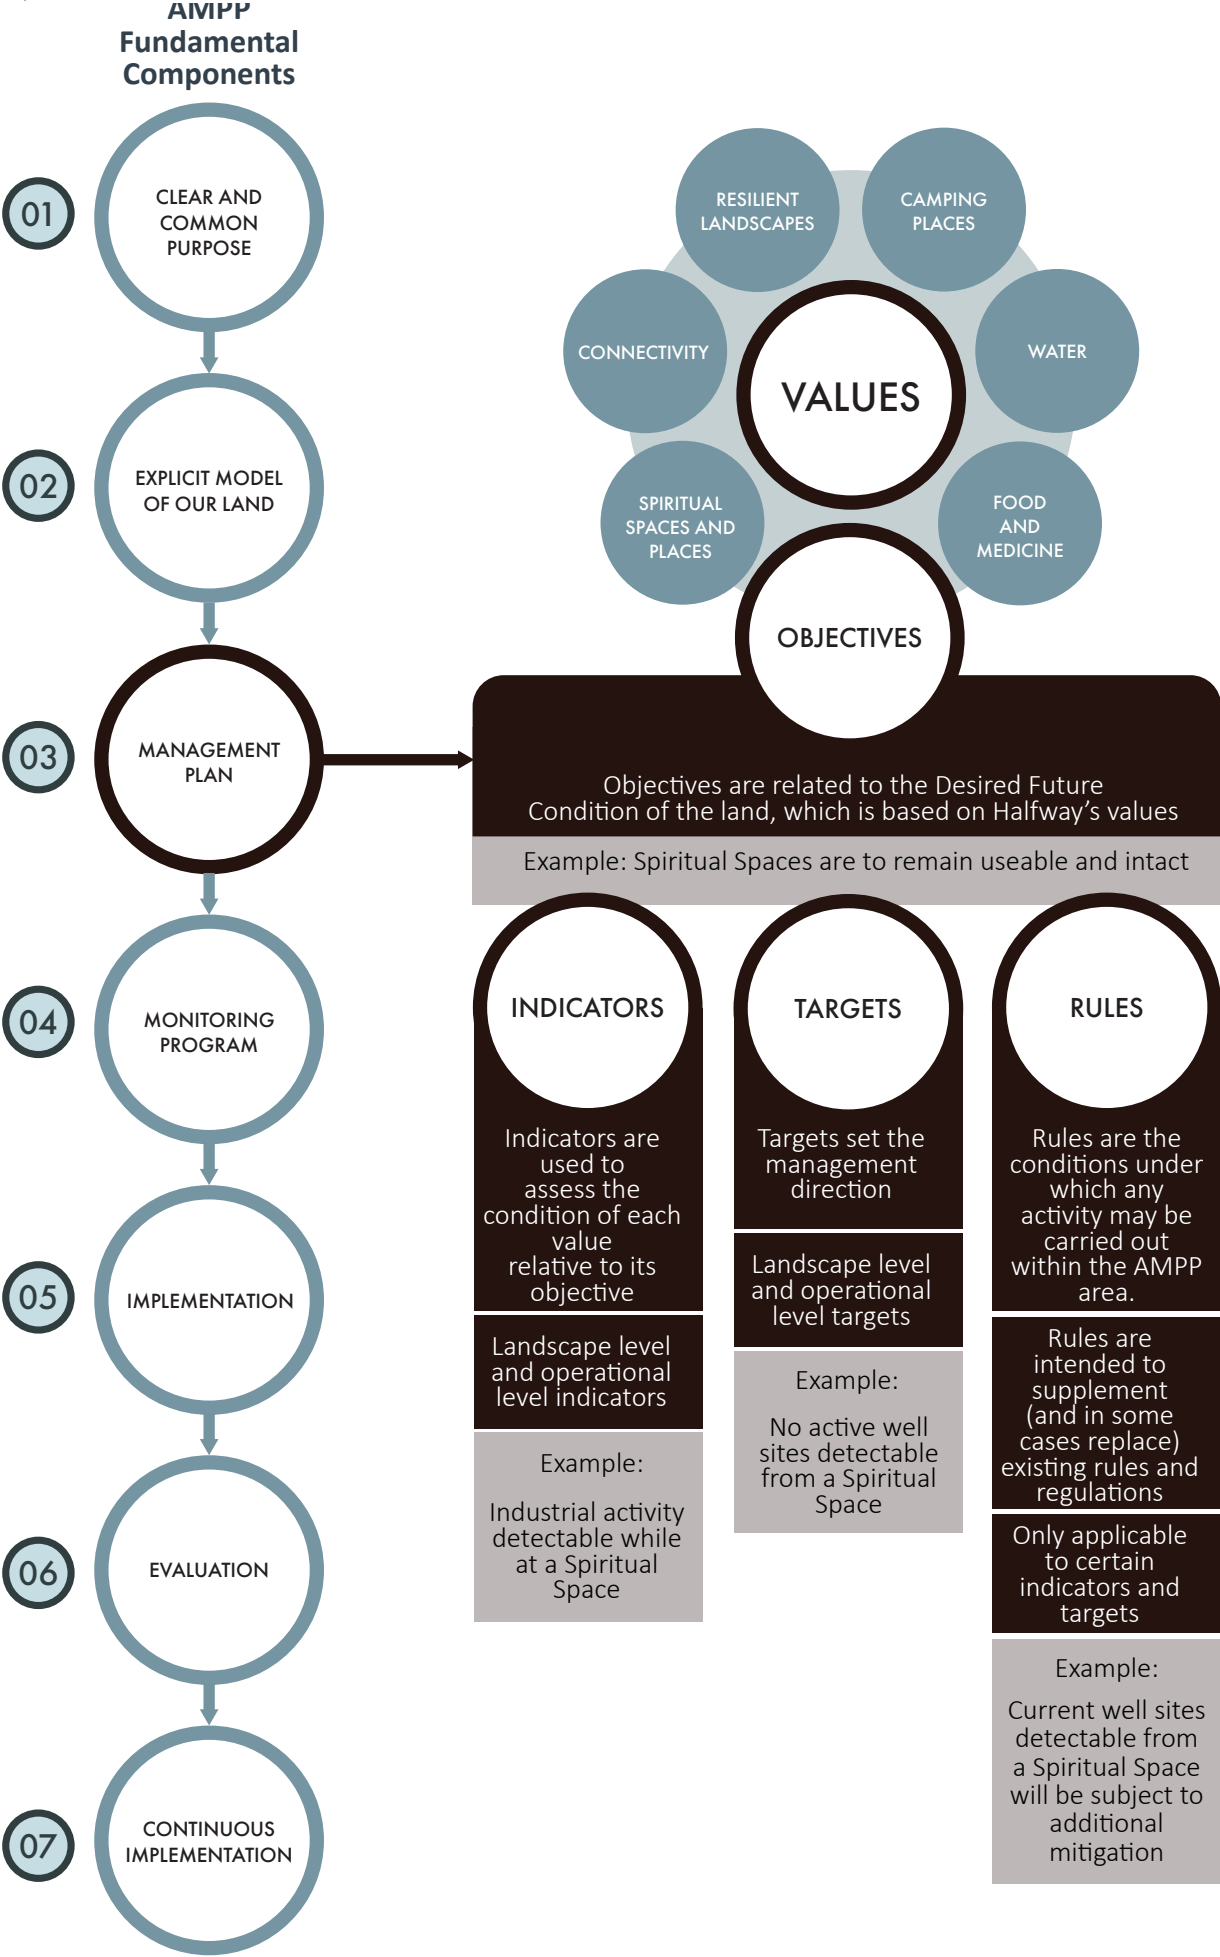 AMPP
Fundamental
Components
01
CLEAR AND
COMMON
PURPOSE
02
EXPLICIT MODEL
OF OUR LAND
03
MANAGEMENT
PLAN
04
MONITORING
PROGRAM
05
IMPLEMENTATION
06
EVALUATION
07
CONTINUOUS
IMPLEMENTATION
RESILIENT
LANDSCAPES
CAMPING
PLACES
CONNECTIVITY
WATER
VALUES
SPIRITUAL
SPACES AND
PLACES
FOOD
AND
MEDICINE
OBJECTIVES
Objectives are related to the Desired Future
Condition of the land, which is based on Halfway’s values
Example: Spiritual Spaces are to remain useable and intact
INDICATORS
Indicators are
used to
assess the
condition of each
value
relative to its
objective
Landscape level
and operational
level indicators
Example:
Industrial activity
detectable while
at a Spiritual
Space
TARGETS
Targets set the
management
direction
Landscape level
and operational
level targets
Example:
No active well
sites detectable
from a Spiritual
Space
RULES
Rules are the
conditions under
which any
activity may be
carried out
within the AMPP
area.
Rules are
intended to
supplement
(and in some
cases replace)
existing rules and
regulations
Only applicable
to certain
indicators and
targets
Example:
Current well sites
detectable from
a Spiritual Space
will be subject to
additional
mitigation